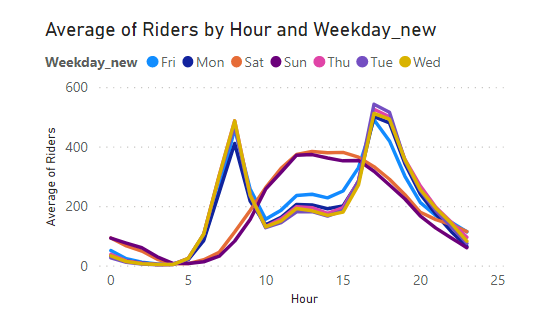 Average of Riders by Hour and Weekday_new
Weekday_new Fri Mon Sat Sun Thu Tue Wed
600
400
200
0
Average of Riders
0 5 10 15 20 25
Hour